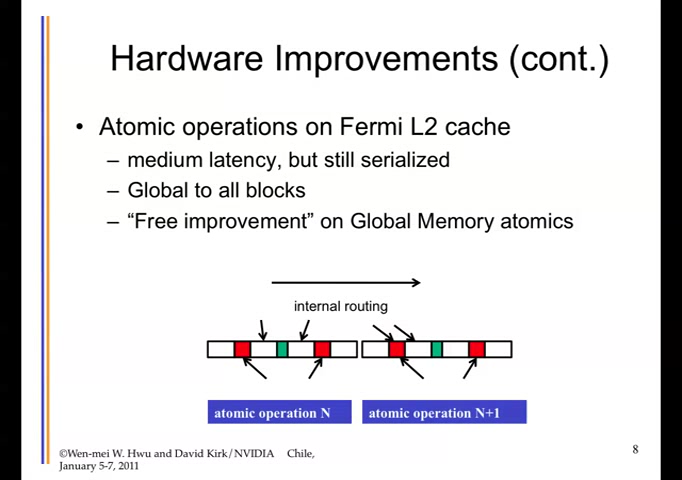 Hardware Improvements (cont.)
• Atomic operations on Fermi L2 cache
– medium latency, but still serialized
– Global to all blocks
– “Free improvement” on Global Memory atomics
internal routing
atomic operation N
atomic operation N+1
©Wen-mei W. Hwu and David Kirk/NVIDIA Chile,
January 5-7, 2011
8